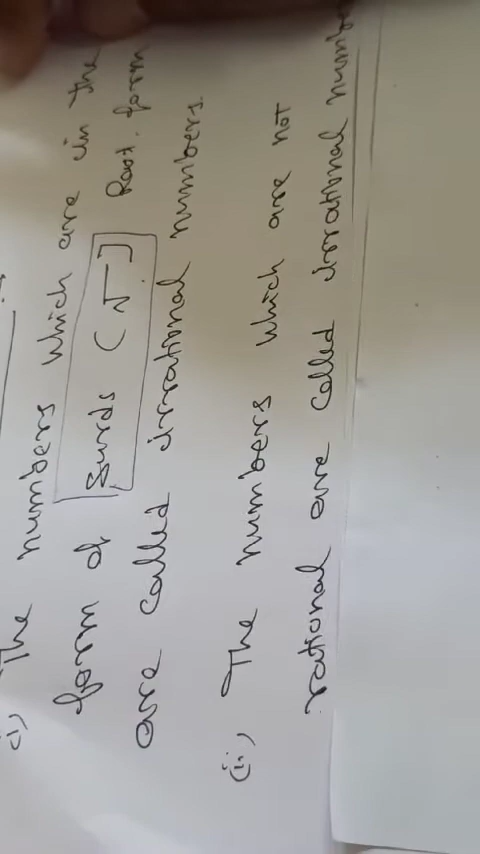 (i) The numbers which are in the
form of Surds (√ ] Root form
are called irrational numbers.
(ii) The numbers which are not
rational are called irrational number